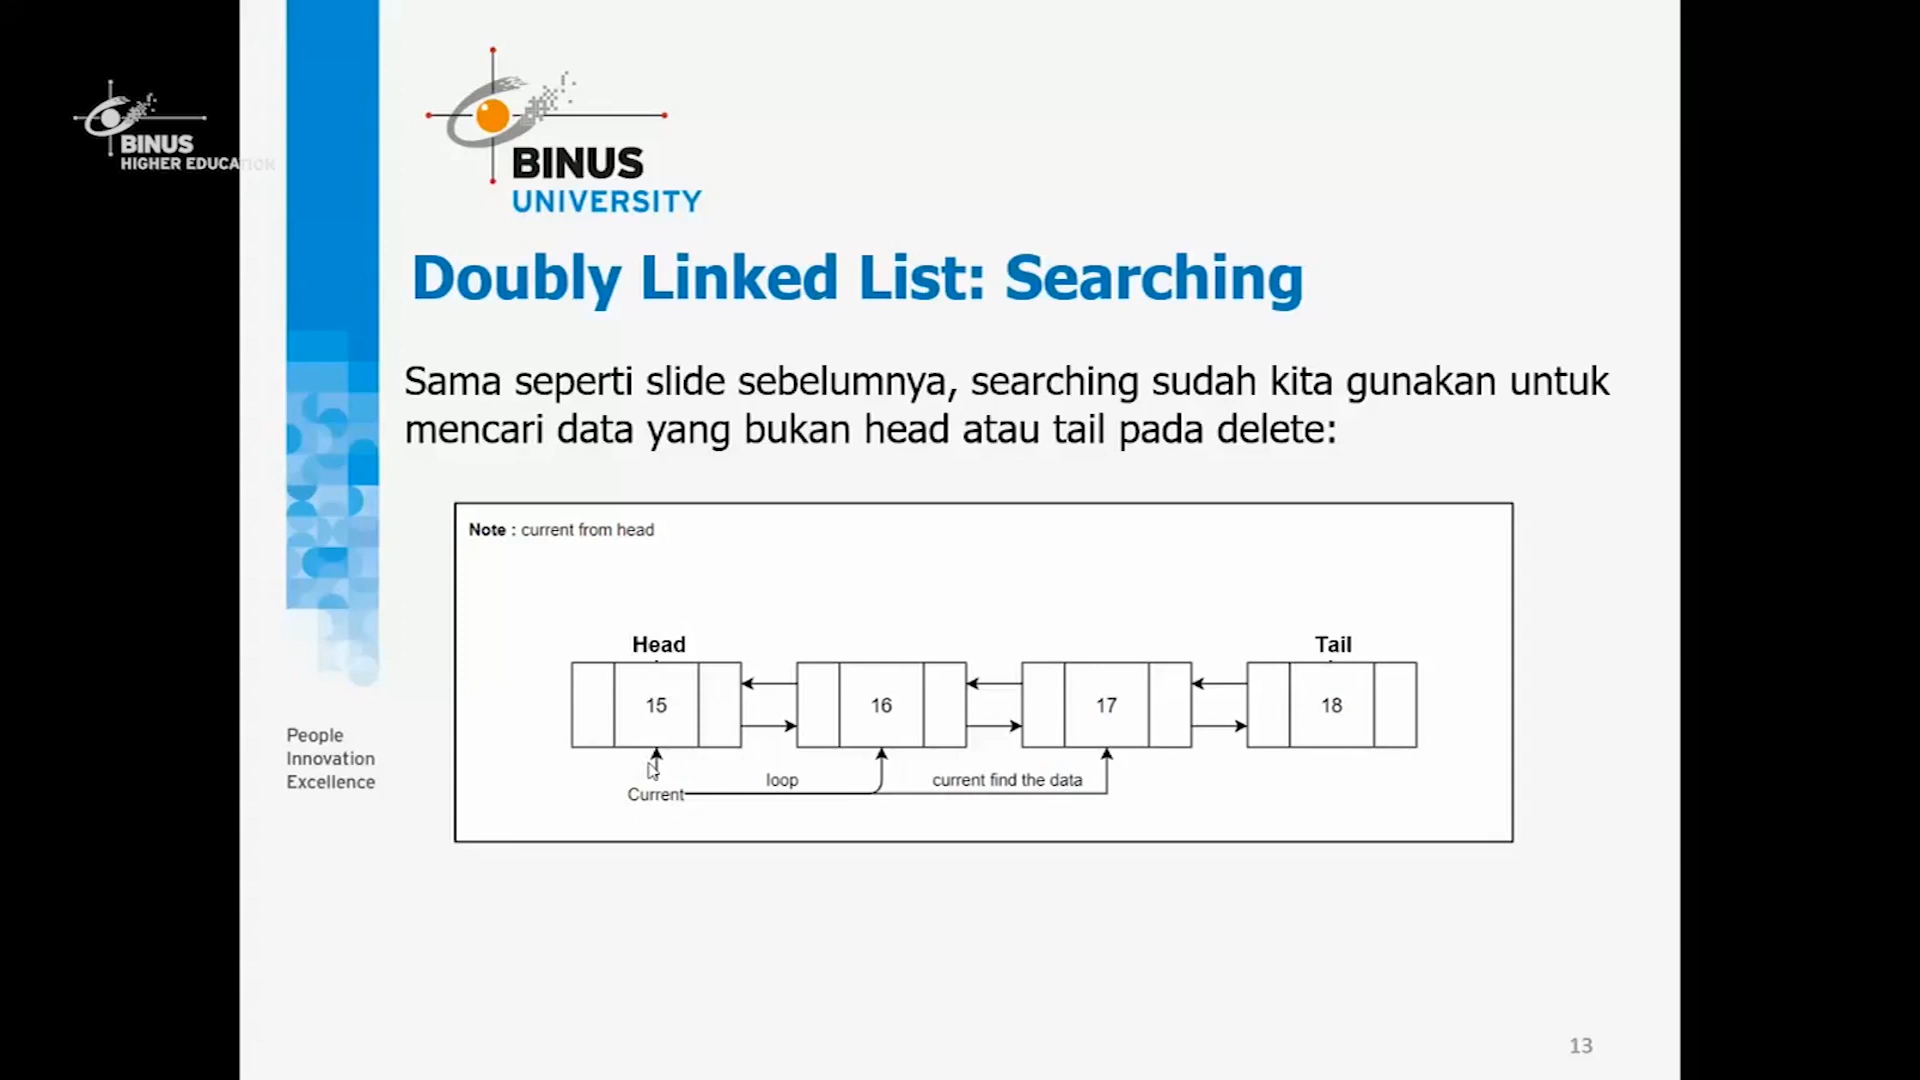 BINUS
HIGHER EDUCATION
BINUS
UNIVERSITY
Doubly Linked List: Searching
Sama seperti slide sebelumnya, searching sudah kita gunakan untuk
mencari data yang bukan head atau tail pada delete:
Note : current from head
Head
Tail
15
16
17
18
loop
current find the data
Current
People
Innovation
Excellence
13